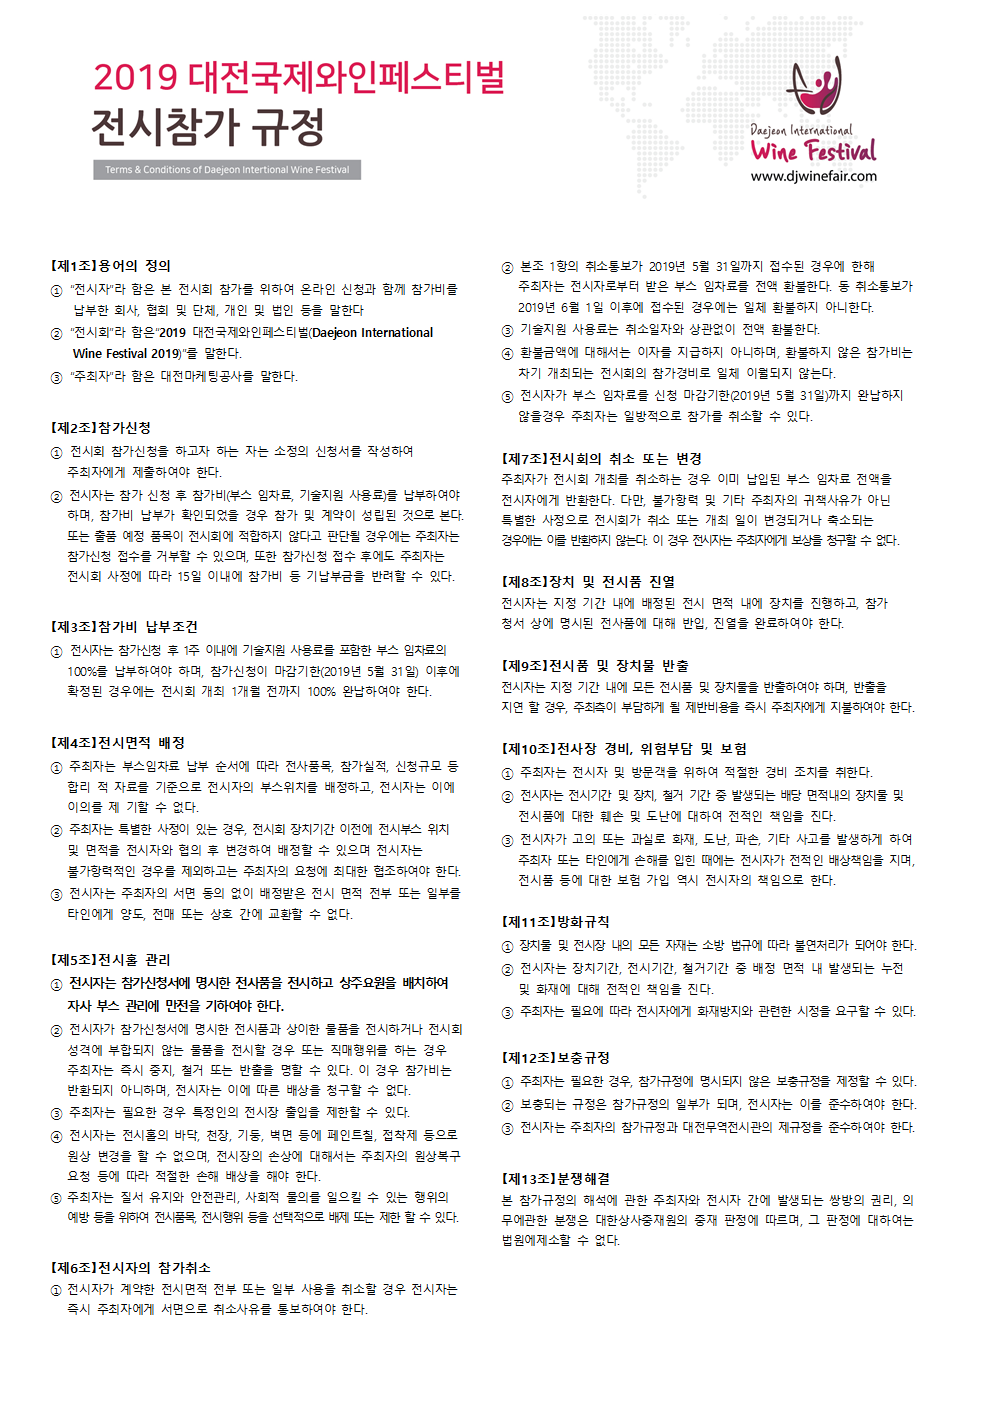 2019 대전국제와인페스티벌
전시참가 규정
Terms & Conditions of Daejeon Intertional Wine Festival
Daejeon International
Wine Festival
www.djwinefair.com
【제1조】용어의 정의
① “전시자”라 함은 본 전시회 참가를 위하여 온라인 신청과 함께 참가비를
납부한 회사, 협회 및 단체, 개인 및 법인 등을 말한다
② “전시회”라 함은“2019 대전국제와인페스티벌(Daejeon International
Wine Festival 2019)”를 말한다.
③ “주최자”라 함은 대전마케팅공사를 말한다.
【제2조】참가신청
① 전시회 참가신청을 하고자 하는 자는 소정의 신청서를 작성하여
주최자에게 제출하여야 한다.
② 전시자는 참가 신청 후 참가비(부스 임차료, 기술지원 사용료)를 납부하여야
하며, 참가비 납부가 확인되었을 경우 참가 및 계약이 성립된 것으로 본다.
또는 출품 예정 품목이 전시회에 적합하지 않다고 판단될 경우에는 주최자는
참가신청 접수를 거부할 수 있으며, 또한 참가신청 접수 후에도 주최자는
전시회 사정에 따라 15일 이내에 참가비 등 기납부금을 반려할 수 있다.
【제3조】참가비 납부조건
① 전시자는 참가신청 후 1주 이내에 기술지원 사용료를 포함한 부스 임차료의
100%를 납부하여야 하며, 참가신청이 마감기한(2019년 5월 31일) 이후에
확정된 경우에는 전시회 개최 1개월 전까지 100% 완납하여야 한다.
【제4조】전시면적 배정
① 주최자는 부스임차료 납부 순서에 따라 전사품목, 참가실적, 신청규모 등
합리 적 자료를 기준으로 전시자의 부스위치를 배정하고, 전시자는 이에
이의를 제 기할 수 없다.
② 주최자는 특별한 사정이 있는 경우, 전시회 장치기간 이전에 전시부스 위치
및 면적을 전시자와 협의 후 변경하여 배정할 수 있으며 전시자는
불가항력적인 경우를 제외하고는 주최자의 요청에 최대한 협조하여야 한다.
③ 전시자는 주최자의 서면 동의 없이 배정받은 전시 면적 전부 또는 일부를
타인에게 양도, 전매 또는 상호 간에 교환할 수 없다.
【제5조】전시홀 관리
① 전시자는 참가신청서에 명시한 전시품을 전시하고 상주요원을 배치하여
자사 부스 관리에 만전을 기하여야 한다.
② 전시자가 참가신청서에 명시한 전시품과 상이한 물품을 전시하거나 전시회
성격에 부합되지 않는 물품을 전시할 경우 또는 직매행위를 하는 경우
주최자는 즉시 중지, 철거 또는 반출을 명할 수 있다. 이 경우 참가비는
반환되지 아니하며, 전시자는 이에 따른 배상을 청구할 수 없다.
③ 주최자는 필요한 경우 특정인의 전시장 출입을 제한할 수 있다.
④ 전시자는 전시홀의 바닥, 천장, 기둥, 벽면 등에 페인트칠, 접착제 등으로
원상 변경을 할 수 없으며, 전시장의 손상에 대해서는 주최자의 원상복구
요청 등에 따라 적절한 손해 배상을 해야 한다.
⑤ 주최자는 질서 유지와 안전관리, 사회적 물의를 일으킬 수 있는 행위의
예방 등을 위하여 전시품목, 전시행위 등을 선택적으로 배제 또는 제한 할 수 있다.
【제6조】전시자의 참가취소
① 전시자가 계약한 전시면적 전부 또는 일부 사용을 취소할 경우 전시자는
즉시 주최자에게 서면으로 취소사유를 통보하여야 한다.
② 본조 1항의 취소통보가 2019년 5월 31일까지 접수된 경우에 한해
주최자는 전시자로부터 받은 부스 임차료를 전액 환불한다. 동 취소통보가
2019년 6월 1일 이후에 접수된 경우에는 일체 환불하지 아니한다.
③ 기술지원 사용료는 취소일자와 상관없이 전액 환불한다.
④ 환불금액에 대해서는 이자를 지급하지 아니하며, 환불하지 않은 참가비는
차기 개최되는 전시회의 참가경비로 일체 이월되지 않는다.
⑤ 전시자가 부스 임차료를 신청 마감기한(2019년 5월 31일)까지 완납하지
않을경우 주최자는 일방적으로 참가를 취소할 수 있다.
【제7조】전시회의 취소 또는 변경
주최자가 전시회 개최를 취소하는 경우 이미 납입된 부스 임차료 전액을
전시자에게 반환한다. 다만, 불가항력 및 기타 주최자의 귀책사유가 아닌
특별한 사정으로 전시회가 취소 또는 개최 일이 변경되거나 축소되는
경우에는 이를 반환하지 않는다. 이 경우 전시자는 주최자에게 보상을 청구할 수 없다.
【제8조】장치 및 전시품 진열
전시자는 지정 기간 내에 배정된 전시 면적 내에 장치를 진행하고, 참가
청서 상에 명시된 전사품에 대해 반입, 진열을 완료하여야 한다.
【제9조】전시품 및 장치물 반출
전시자는 지정 기간 내에 모든 전시품 및 장치물을 반출하여야 하며, 반출을
지연 할 경우, 주최측이 부담하게 될 제반비용을 즉시 주최자에게 지불하여야 한다.
【제10조】전사장 경비, 위험부담 및 보험
① 주최자는 전시자 및 방문객을 위하여 적절한 경비 조치를 취한다.
② 전시자는 전시기간 및 장치, 철거 기간 중 발생되는 배당 면적내의 장치물 및
전시품에 대한 훼손 및 도난에 대하여 전적인 책임을 진다.
③ 전시자가 고의 또는 과실로 화재, 도난, 파손, 기타 사고를 발생하게 하여
주최자 또는 타인에게 손해를 입힌 때에는 전시자가 전적인 배상책임을 지며,
전시품 등에 대한 보험 가입 역시 전시자의 책임으로 한다.
【제11조】방화규칙
① 장치물 및 전시장 내의 모든 자재는 소방 법규에 따라 불연처리가 되어야 한다.
② 전시자는 장치기간, 전시기간, 철거기간 중 배정 면적 내 발생되는 누전
및 화재에 대해 전적인 책임을 진다.
③ 주최자는 필요에 따라 전시자에게 화재방지와 관련한 시정을 요구할 수 있다.
【제12조】보충규정
① 주최자는 필요한 경우, 참가규정에 명시되지 않은 보충규정을 제정할 수 있다.
② 보충되는 규정은 참가규정의 일부가 되며, 전시자는 이를 준수하여야 한다.
③ 전시자는 주최자의 참가규정과 대전무역전시관의 제규정을 준수하여야 한다.
【제13조】분쟁해결
본 참가규정의 해석에 관한 주최자와 전시자 간에 발생되는 쌍방의 권리, 의
무에관한 분쟁은 대한상사중재원의 중재 판정에 따르며, 그 판정에 대하여는
법원에제소할 수 없다.